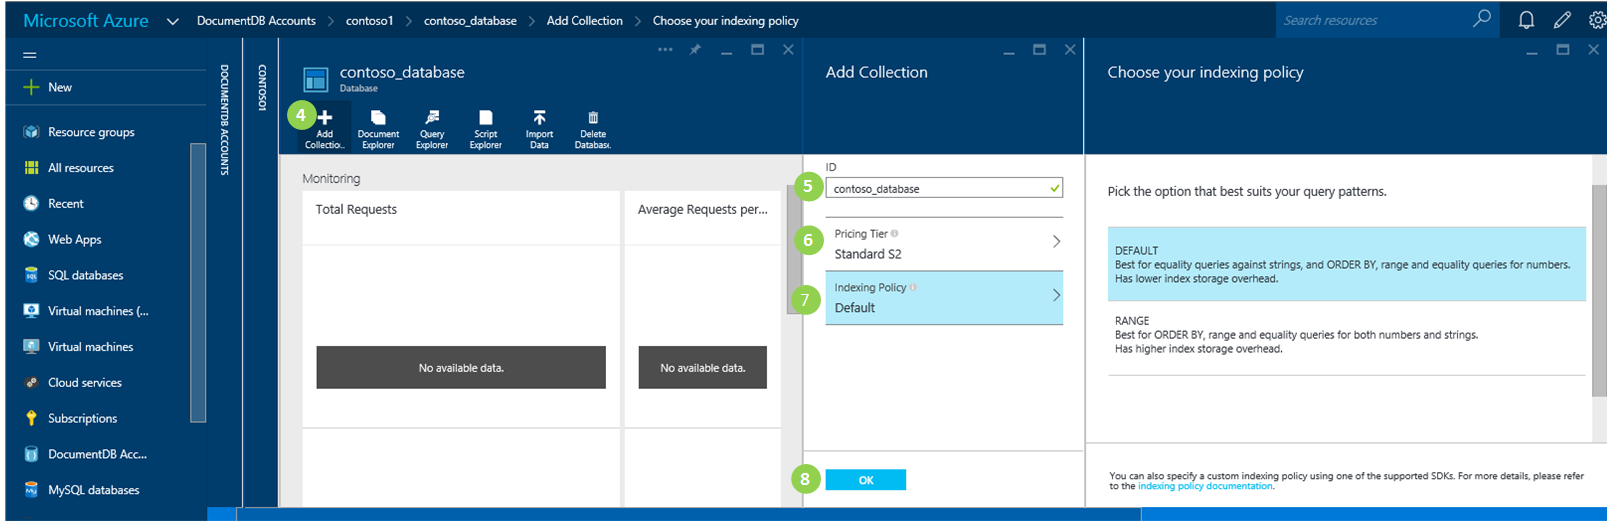 Microsoft Azure
DocumentDB Accounts
contoso1
contoso_database
Add Collection
Choose your indexing policy
Search resources
New
Resource groups
All resources
Recent
Web Apps
SQL databases
Virtual machines (...
Virtual machines
Cloud services
Subscriptions
DocumentDB Acc...
MySQL databases
DOCUMENTDB ACCOUNTS
CONTOSO1
contoso_database
Database
4
Add
Collectio..
Document
Explorer
Query
Explorer
Script
Explorer
Import
Data
Delete
Database.
Monitoring
Total Requests
No available data.
Average Requests per...
No available data.
Add Collection
ID
5
contoso_database
6
Pricing Tier
Standard S2
7
Indexing Policy
Default
8
OK
Choose your indexing policy
Pick the option that best suits your query patterns.
DEFAULT
Best for equality queries against strings, and ORDER BY, range and equality queries for numbers.
Has lower index storage overhead.
RANGE
Best for ORDER BY, range and equality queries for both numbers and strings.
Has higher index storage overhead.
You can also specify a custom indexing policy using one of the supported SDKs. For more details, please refer
to the indexing policy documentation.